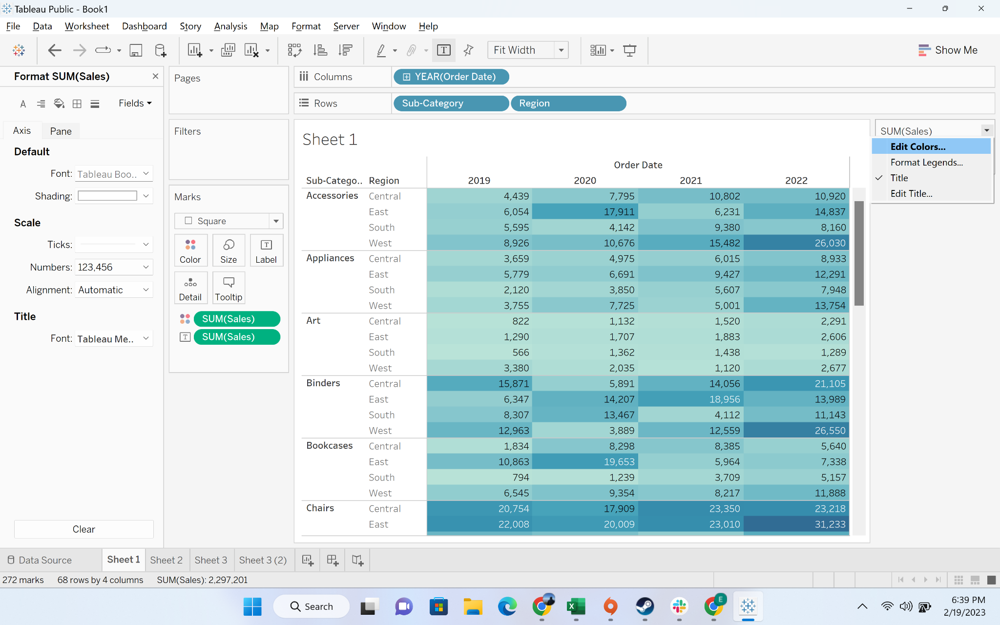 Tableau Public - Book1
File Data Worksheet Dashboard Story Analysis Map Format Server Window Help
T Fit Width Show Me
Format SUM(Sales)
A Fields
Axis Pane
Default
Font: Tableau Boo..
Shading:
Scale
Ticks:
Numbers: 123,456
Alignment: Automatic
Title
Font: Tableau Me..
Clear
Pages
Filters
Marks
Square
Color Size Label
Detail Tooltip
SUM(Sales)
SUM(Sales)
Columns YEAR(Order Date)
Rows Sub-Category Region
Sheet 1
Order Date
Sub-Catego.. Region 2019 2020 2021 2022
Accessories Central 4,439 7,795 10,802 10,920
East 6,054 17,911 6,231 14,837
South 5,595 4,142 9,380 8,160
West 8,926 10,676 15,482 26,030
Appliances Central 3,659 4,975 6,015 8,933
East 5,779 6,691 9,427 12,291
South 2,120 3,850 5,607 7,948
West 3,755 7,725 5,001 13,754
Art Central 822 1,132 1,520 2,291
East 1,290 1,707 1,883 2,606
South 566 1,362 1,438 1,289
West 3,380 2,035 1,120 2,677
Binders Central 15,871 5,891 14,056 21,105
East 6,347 14,207 18,956 13,989
South 8,307 13,467 4,112 11,143
West 12,963 3,889 12,559 26,550
Bookcases Central 1,834 8,298 8,385 5,640
East 10,863 19,653 5,964 7,338
South 794 1,239 3,709 5,157
West 6,545 9,354 8,217 11,888
Chairs Central 20,754 17,909 23,350 23,218
East 22,008 20,009 23,010 31,233
SUM(Sales)
Edit Colors...
Format Legends...
Title
Edit Title...
Data Source Sheet 1 Sheet 2 Sheet 3 Sheet 3 (2)
272 marks 68 rows by 4 columns SUM(Sales): 2,297,201
Search
E
6:39 PM
2/19/2023